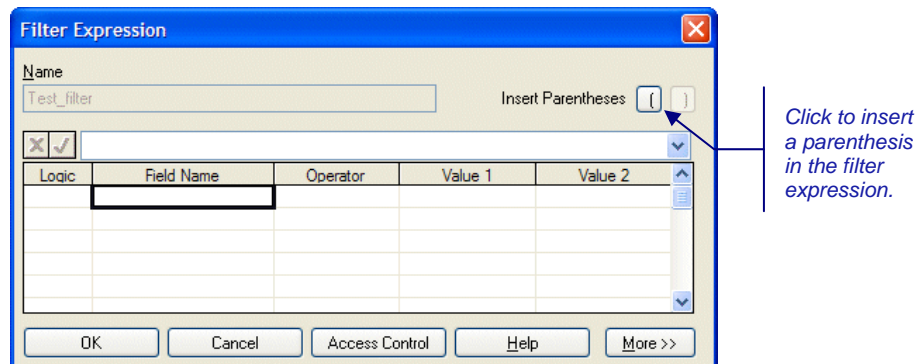 Filter Expression
Name
Test_filter
Insert Parentheses ( )
Click to insert
a parenthesis
in the filter
expression.
Logic Field Name Operator Value 1 Value 2
OK Cancel Access Control Help More >>